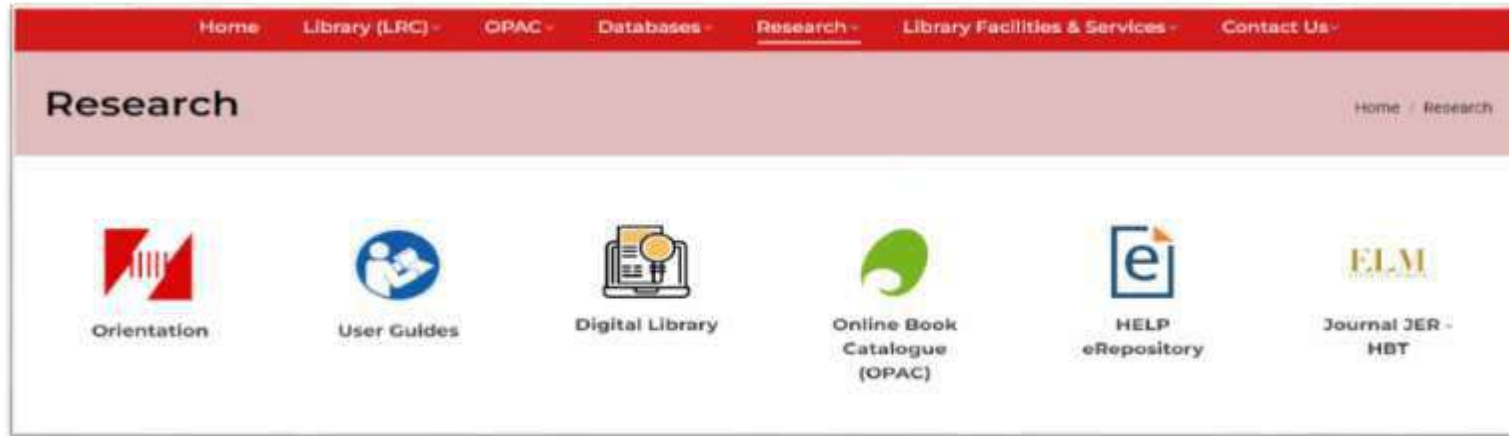 Home Library (LRC) OPAC Databases Research Library Facilities & Services Contact Us
Research
Home / Research
Orientation
User Guides
Digital Library
Online Book
Catalogue
(OPAC)
e
HELP
eRepository
ELM
Journal JER -
HBT